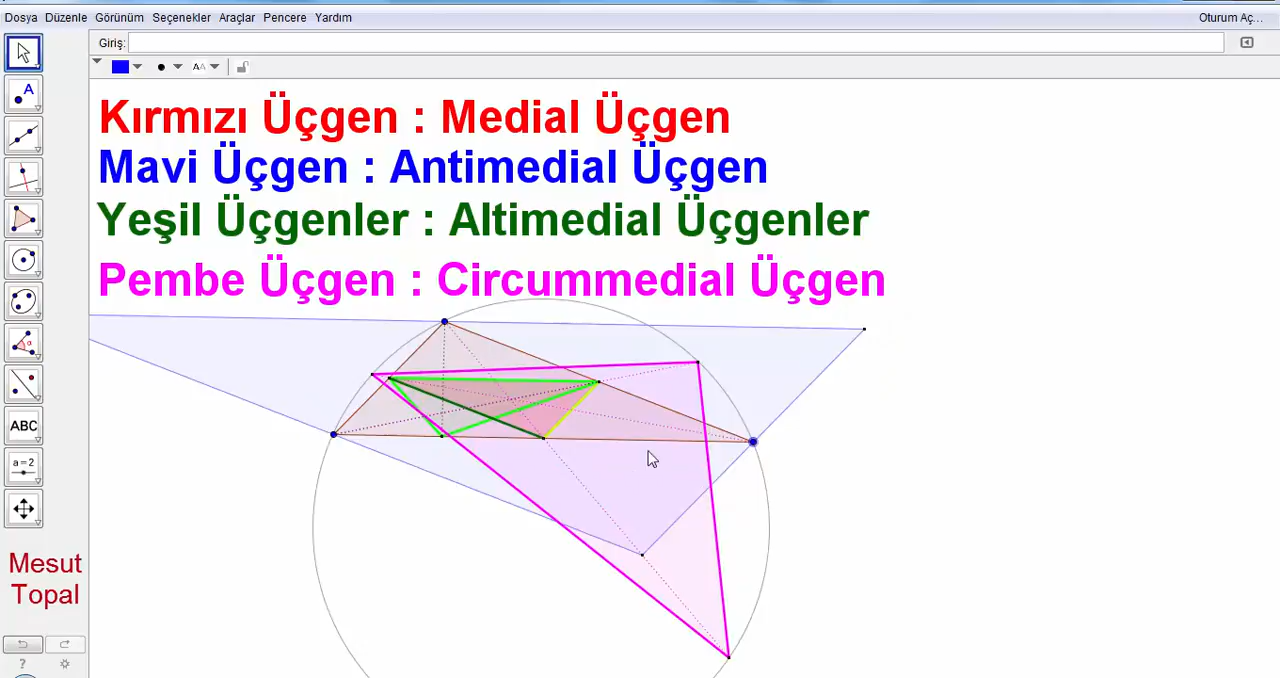 Dosya Düzenle Görünüm Seçenekler Araçlar Pencere Yardım Oturum Aç...
Giriş:
AA
A
Kırmızı Üçgen : Medial Üçgen
Mavi Üçgen : Antimedial Üçgen
Yeşil Üçgenler : Altimedial Üçgenler
Pembe Üçgen : Circummedial Üçgen
α
ABC
a=2
Mesut
Topal
?